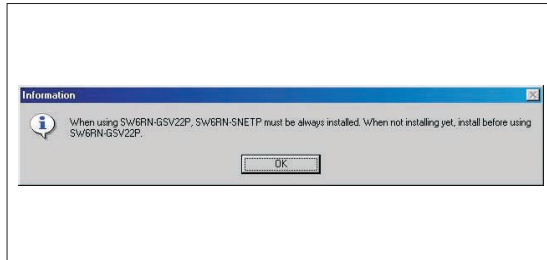 Information
When using SW6RN-GSV22P, SW6RN-SNETP must be always installed. When not installing yet, install before using
SW6RN-GSV22P.
OK